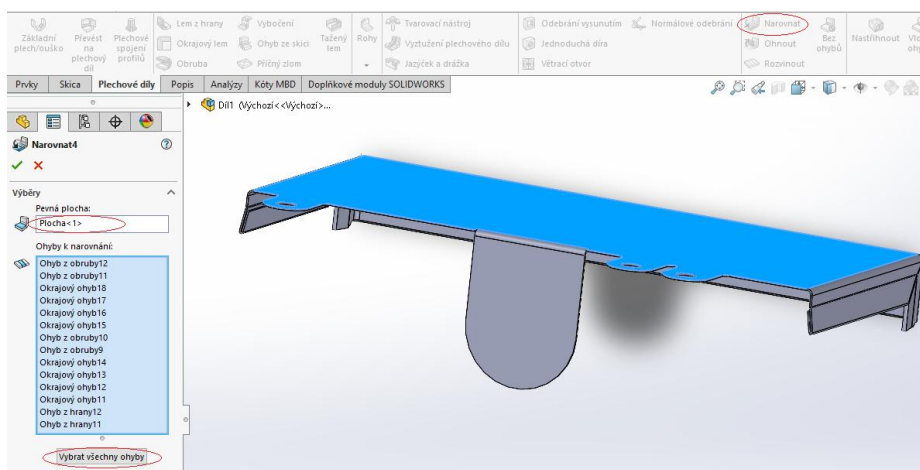 Základní plech/ouško
Převést na plechový díl
Plechové spojení profilů
Lem z hrany
Okrajový lem
Obruba
Vybočení
Ohyb ze skici
Příčný zlom
Tažený lem
Rohy
Tvarovací nástroj
Vyztužení plechového dílu
Jazýček a drážka
Odebrání vysunutím
Jednoduchá díra
Větrací otvor
Normálové odebrání
Narovnat
Ohnout
Rozvinout
Bez ohybů
Nastřihnout
Prvky Skica Plechové díly Popis Analýzy Kóty MBD Doplňkové moduly SOLIDWORKS
Díl1 (Výchozí<<Výchozí>...
Narovnat4
Výběry
Pevná plocha:
Plocha<1>
Ohyby k narovnání:
Ohyb z obruby12
Ohyb z obruby11
Okrajový ohyb18
Okrajový ohyb17
Okrajový ohyb16
Okrajový ohyb15
Ohyb z obruby10
Ohyb z obruby9
Okrajový ohyb14
Okrajový ohyb13
Okrajový ohyb12
Okrajový ohyb11
Ohyb z hrany12
Ohyb z hrany11
Vybrat všechny ohyby